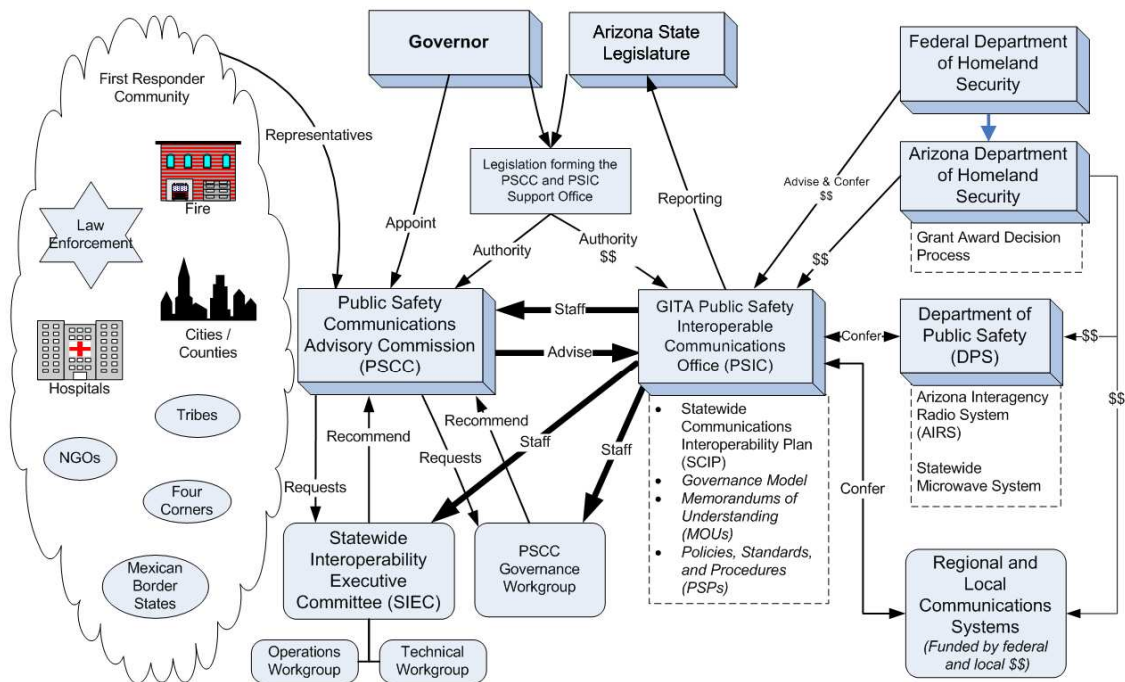 Governor
Arizona State
Legislature
Federal Department
of Homeland
Security
First Responder
Community
Representatives
Legislation forming the
PSCC and PSIC
Support Office
Advise & Confer
$$
Arizona Department
of Homeland
Security
Fire
Law
Enforcement
Appoint
Reporting
Authority
Authority
$$
$$
Grant Award Decision
Process
Cities /
Counties
Hospitals
Public Safety
Communications
Advisory Commission
(PSCC)
Staff
Advise
GITA Public Safety
Interoperable
Communications
Office (PSIC)
Confer
Department of
Public Safety
(DPS)
$$
$$
Arizona Interagency
Radio System
(AIRS)
Statewide
Microwave System
Tribes
NGOs
Four
Corners
Mexican
Border
States
Requests
Recommend
Requests
Recommend
Staff
Staff
• Statewide
Communications
Interoperability Plan
(SCIP)
• Governance Model
• Memorandums of
Understanding
(MOUs)
• Policies, Standards,
and Procedures
(PSPs)
Confer
Statewide
Interoperability
Executive
Committee (SIEC)
PSCC
Governance
Workgroup
Operations
Workgroup
Technical
Workgroup
Regional and
Local
Communications
Systems
(Funded by federal
and local $$)